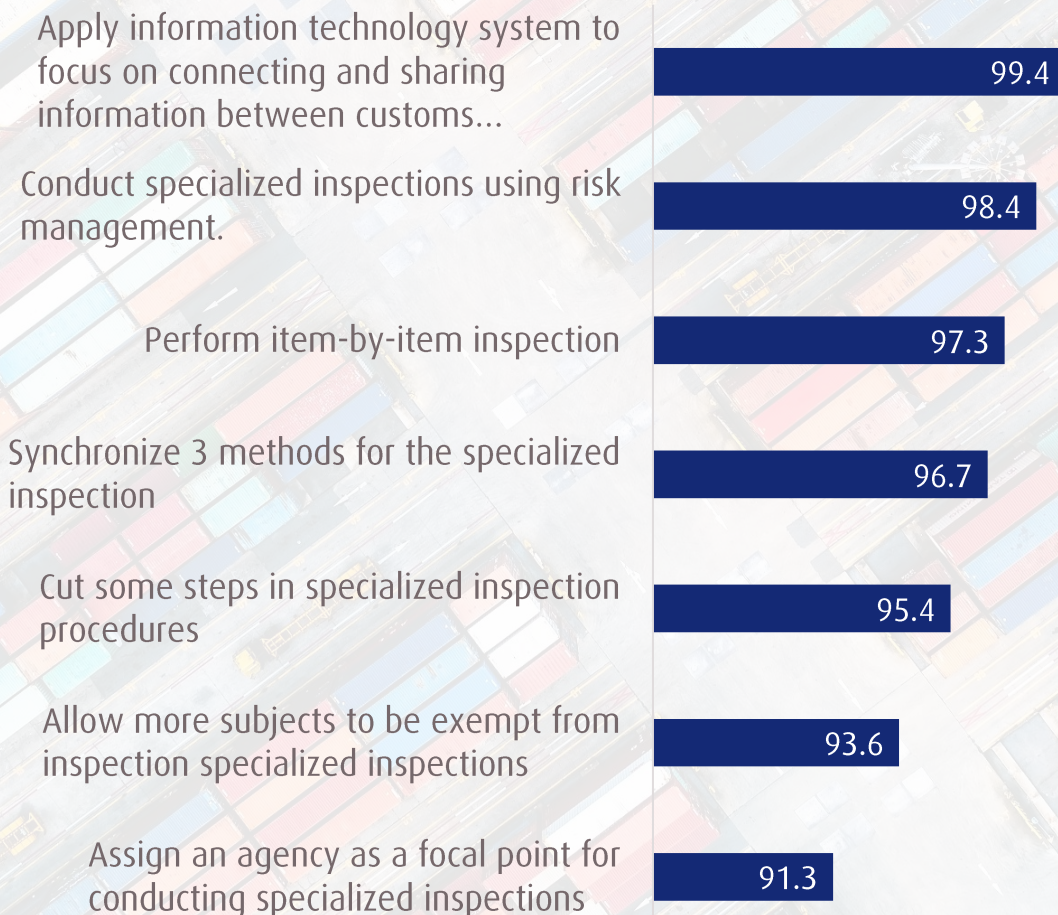 Apply information technology system to
focus on connecting and sharing
information between customs...
99.4
Conduct specialized inspections using risk
management.
98.4
Perform item-by-item inspection
97.3
Synchronize 3 methods for the specialized
inspection
96.7
Cut some steps in specialized inspection
procedures
95.4
Allow more subjects to be exempt from
inspection specialized inspections
93.6
Assign an agency as a focal point for
conducting specialized inspections
91.3